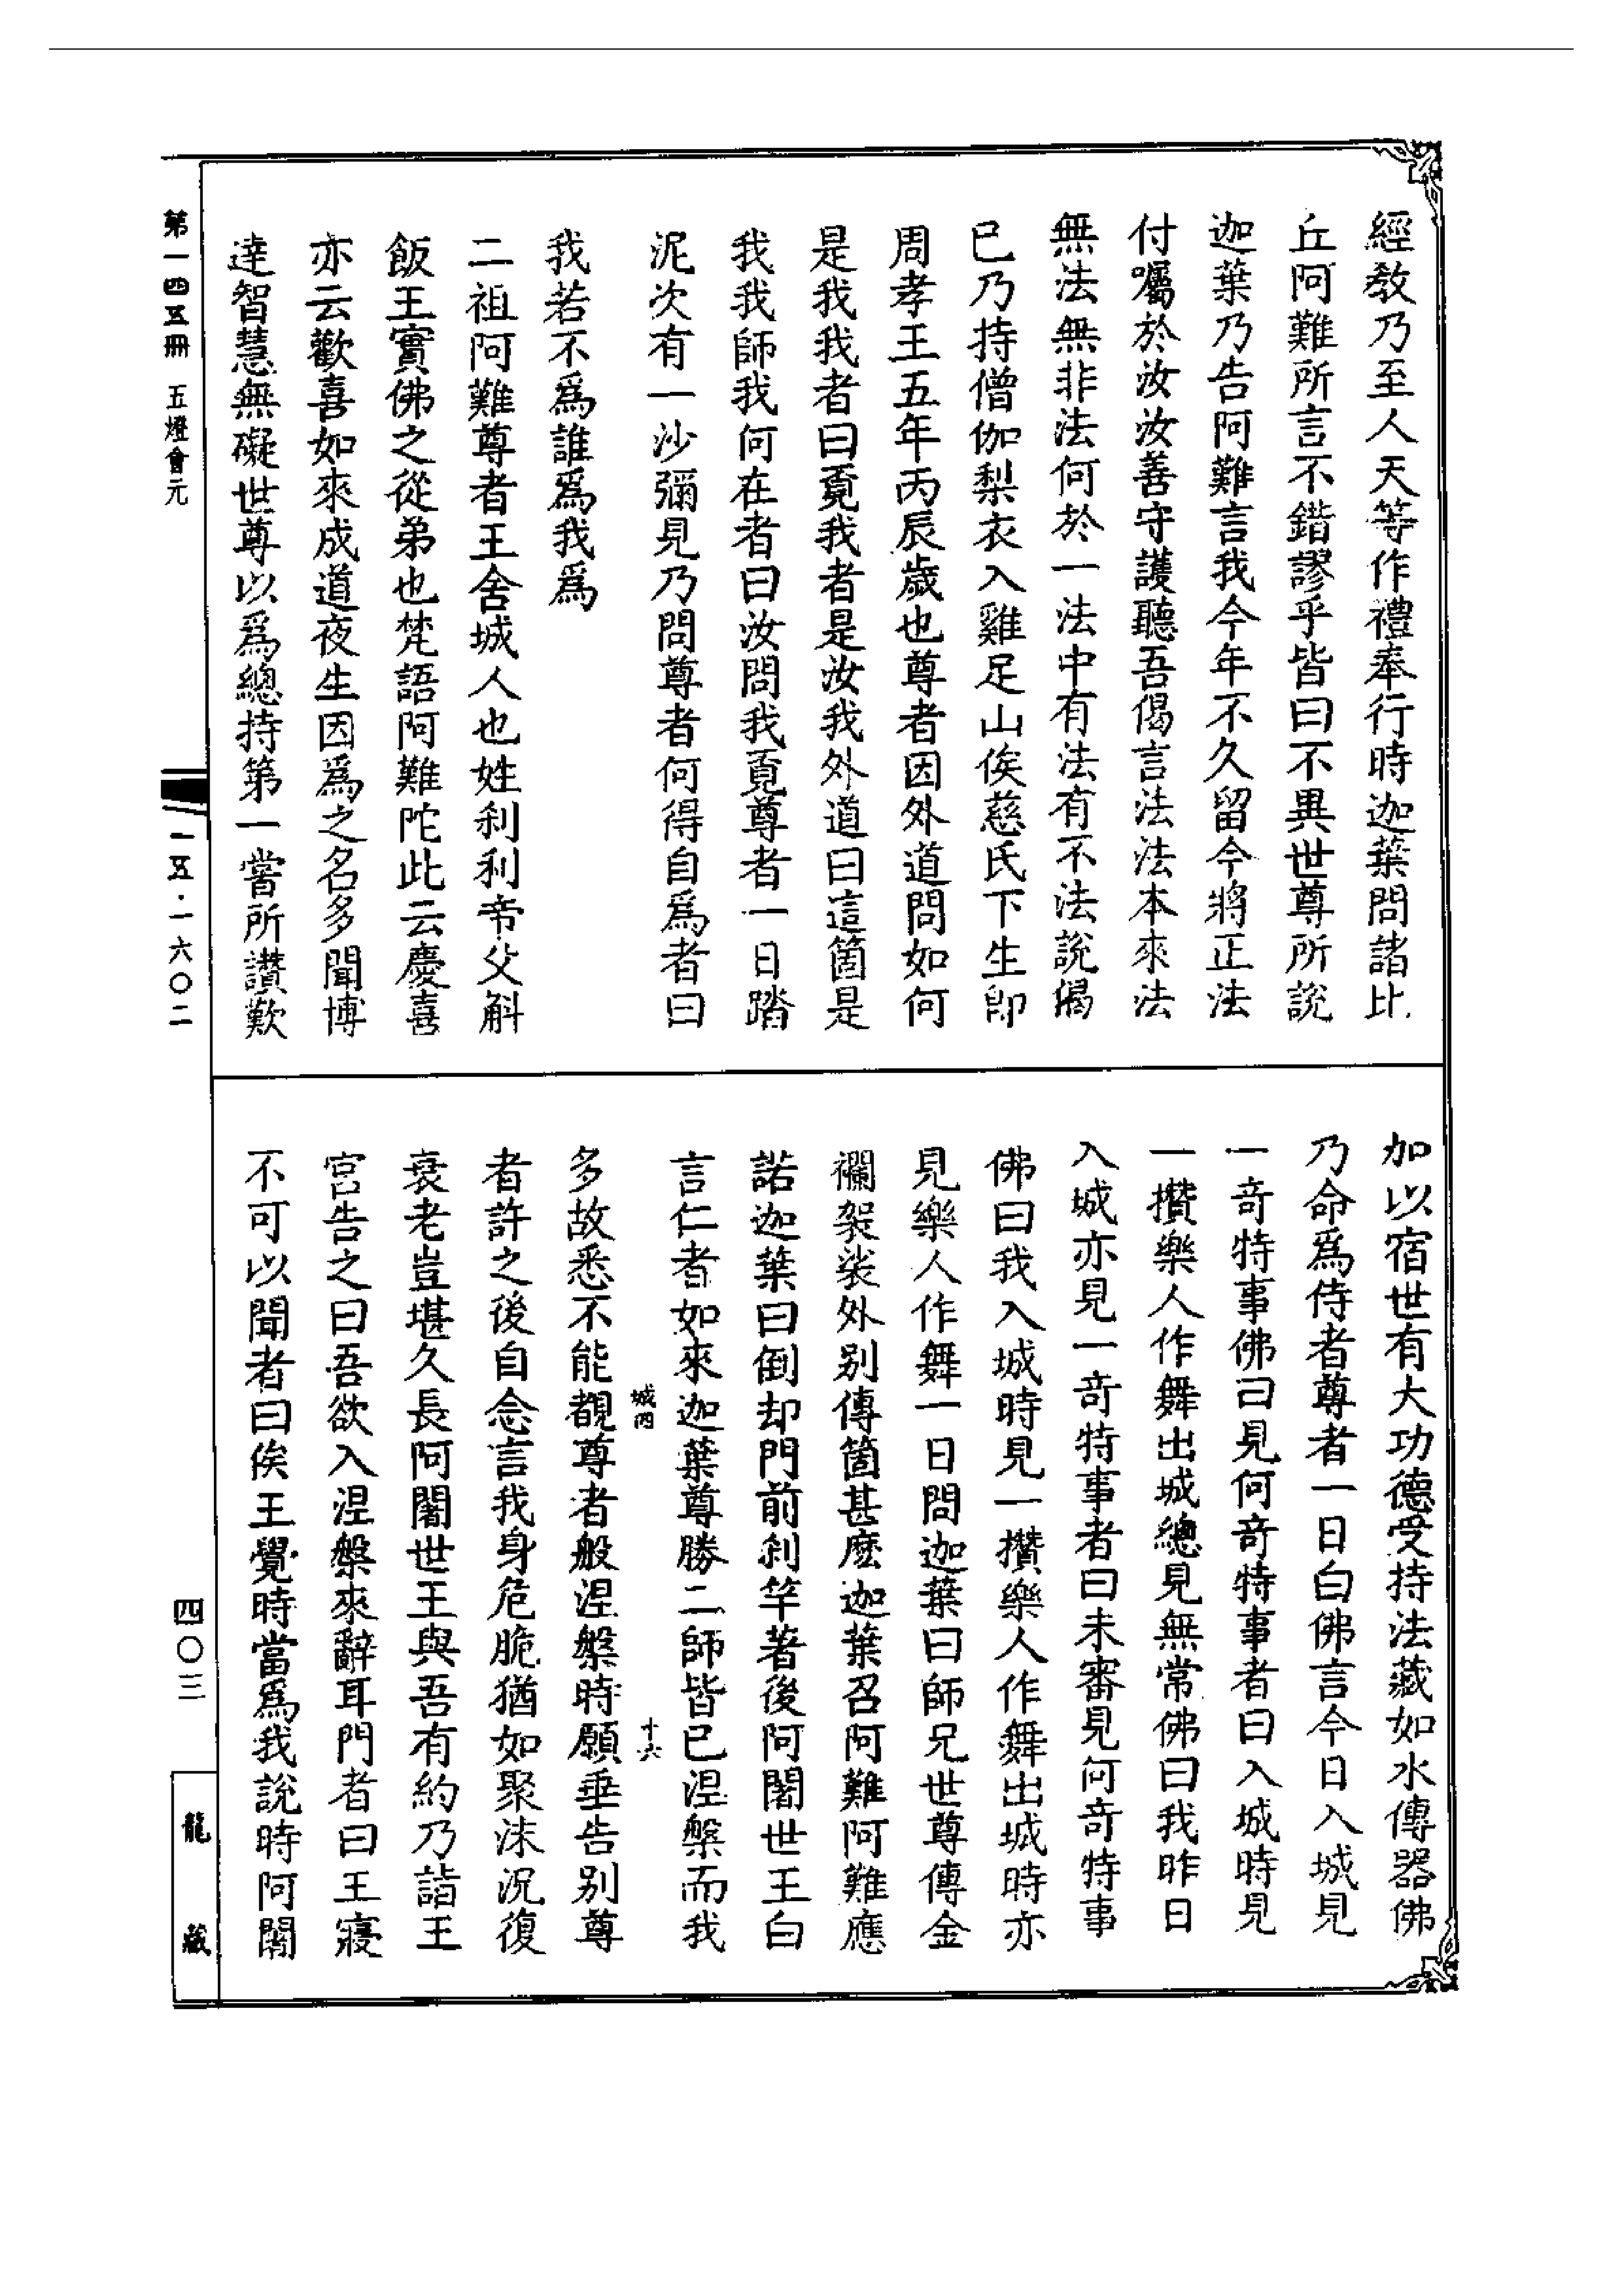 經教乃至人天等作禮奉行時迦葉問諸比
丘阿難所言不錯謬乎皆曰不異世尊所說
迦葉乃告阿難言我今年不久留今將正法
付囑於汝汝善守護聽吾偈言法法本來法
無法無非法何於一法中有法有不法說偈
已乃持僧伽梨衣入雞足山俟慈氏下生即
周孝王五年丙辰歲也尊者因外道問如何
是我我者曰覔我者是汝我外道曰這箇是
我我師我何在者曰汝問我覔尊者一日踏
泥次有一沙彌見乃問尊者何得自為者曰
我若不為誰為我為
二祖阿難尊者王舍城人也姓剎利帝父斛
飯王實佛之從弟也梵語阿難陀此云慶喜
亦云歡喜如來成道夜生因為之名多聞博
達智慧無礙世尊以為總持第一嘗所讚歎
加以宿世有大功德受持法藏如水傳器佛
乃命為侍者尊者一日白佛言今日入城見
一奇特事佛曰見何奇特事者曰入城時見
一攢樂人作舞出城總見無常佛曰我昨日
入城亦見一奇特事者曰未審見何奇特事
佛曰我入城時見一攢樂人作舞出城時亦
見樂人作舞一日問迦葉曰師兄世尊傳金
襴袈裟外別傳箇甚麼迦葉召阿難阿難應
諾迦葉曰倒却門前剎竿著後阿闍世王白
言仁者如來迦葉尊勝二師皆已涅槃而我
城四
十六
多故悉不能覩尊者般涅槃時願垂告別尊
者許之後自念言我身危脆猶如聚沫況復
衰老豈堪久長阿闍世王與吾有約乃詣王
宮告之曰吾欲入涅槃來辭耳門者曰王寢
不可以聞者曰俟王覺時當為我說時阿闍
第一四五冊 五燈會元
一五·一六〇二
四〇三
龍藏